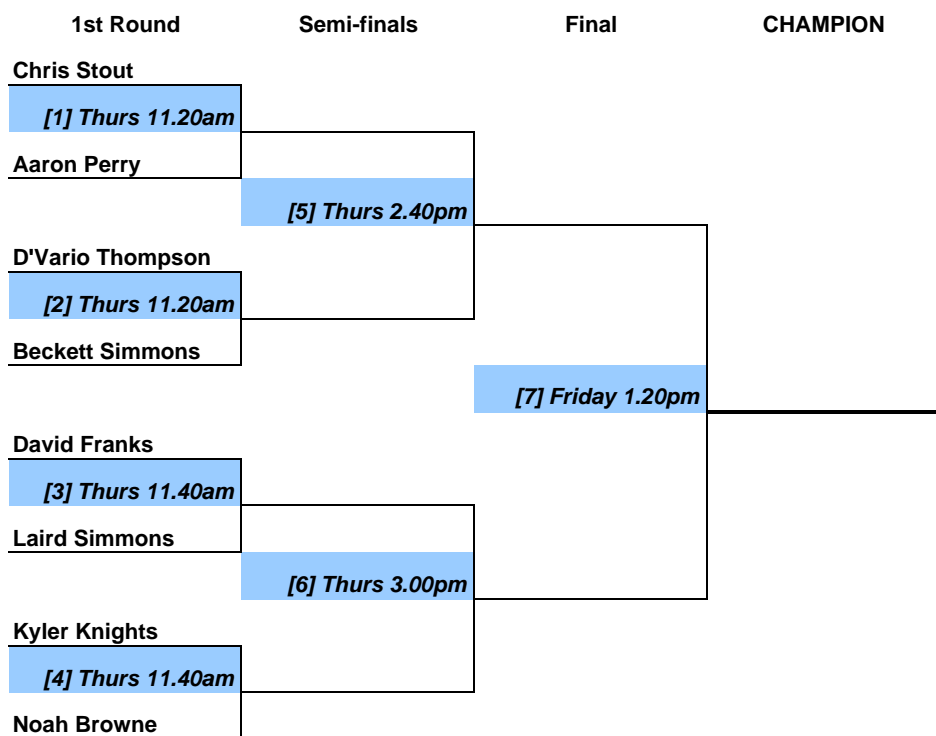 1st Round Semi-finals Final CHAMPION
Chris Stout
[1] Thurs 11.20am
Aaron Perry
[5] Thurs 2.40pm
D'Vario Thompson
[2] Thurs 11.20am
Beckett Simmons
[7] Friday 1.20pm
David Franks
[3] Thurs 11.40am
Laird Simmons
[6] Thurs 3.00pm
Kyler Knights
[4] Thurs 11.40am
Noah Browne